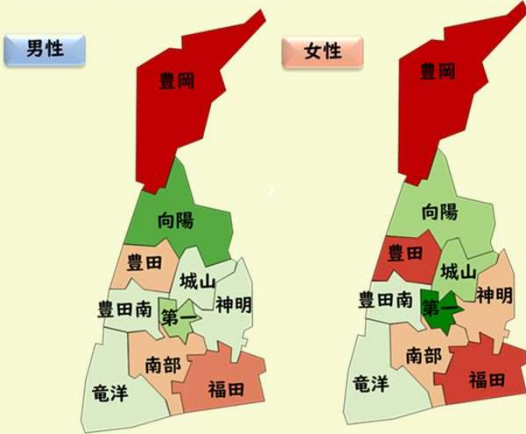 男性
豊岡
向陽
豊田
城山
豊田南
第一
神明
南部
竜洋
福田
女性
豊岡
向陽
豊田
城山
豊田南
第一
神明
南部
竜洋
福田